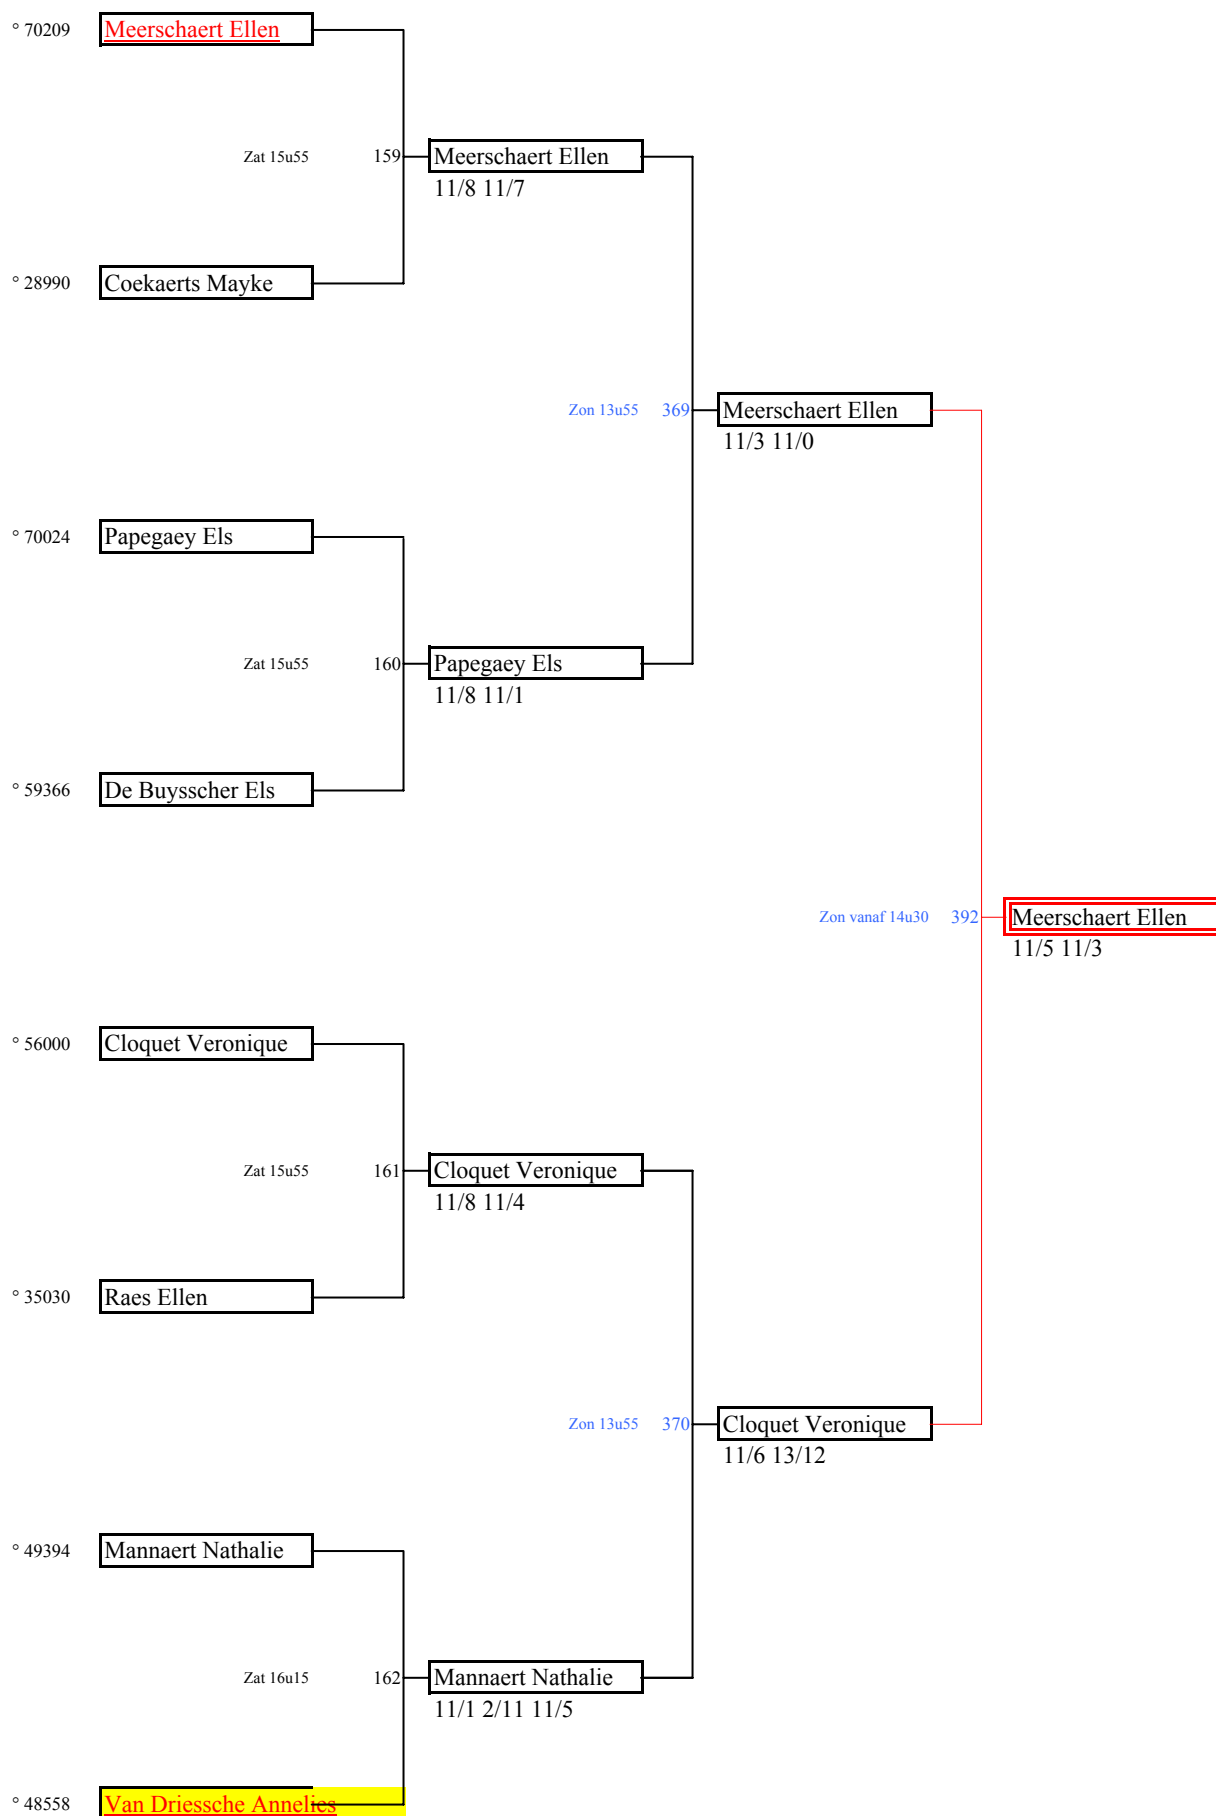 ° 70209 Meerschaert Ellen
Zat 15u55 159 Meerschaert Ellen
11/8 11/7
° 28990 Coekaerts Mayke
Zon 13u55 369 Meerschaert Ellen
11/3 11/0
° 70024 Papegaey Els
Zat 15u55 160 Papegaey Els
11/8 11/1
° 59366 De Buysscher Els
Zon vanaf 14u30 392 Meerschaert Ellen
11/5 11/3
° 56000 Cloquet Veronique
Zat 15u55 161 Cloquet Veronique
11/8 11/4
° 35030 Raes Ellen
Zon 13u55 370 Cloquet Veronique
11/6 13/12
° 49394 Mannaert Nathalie
Zat 16u15 162 Mannaert Nathalie
11/1 2/11 11/5
° 48558 Van Driessche Annelies